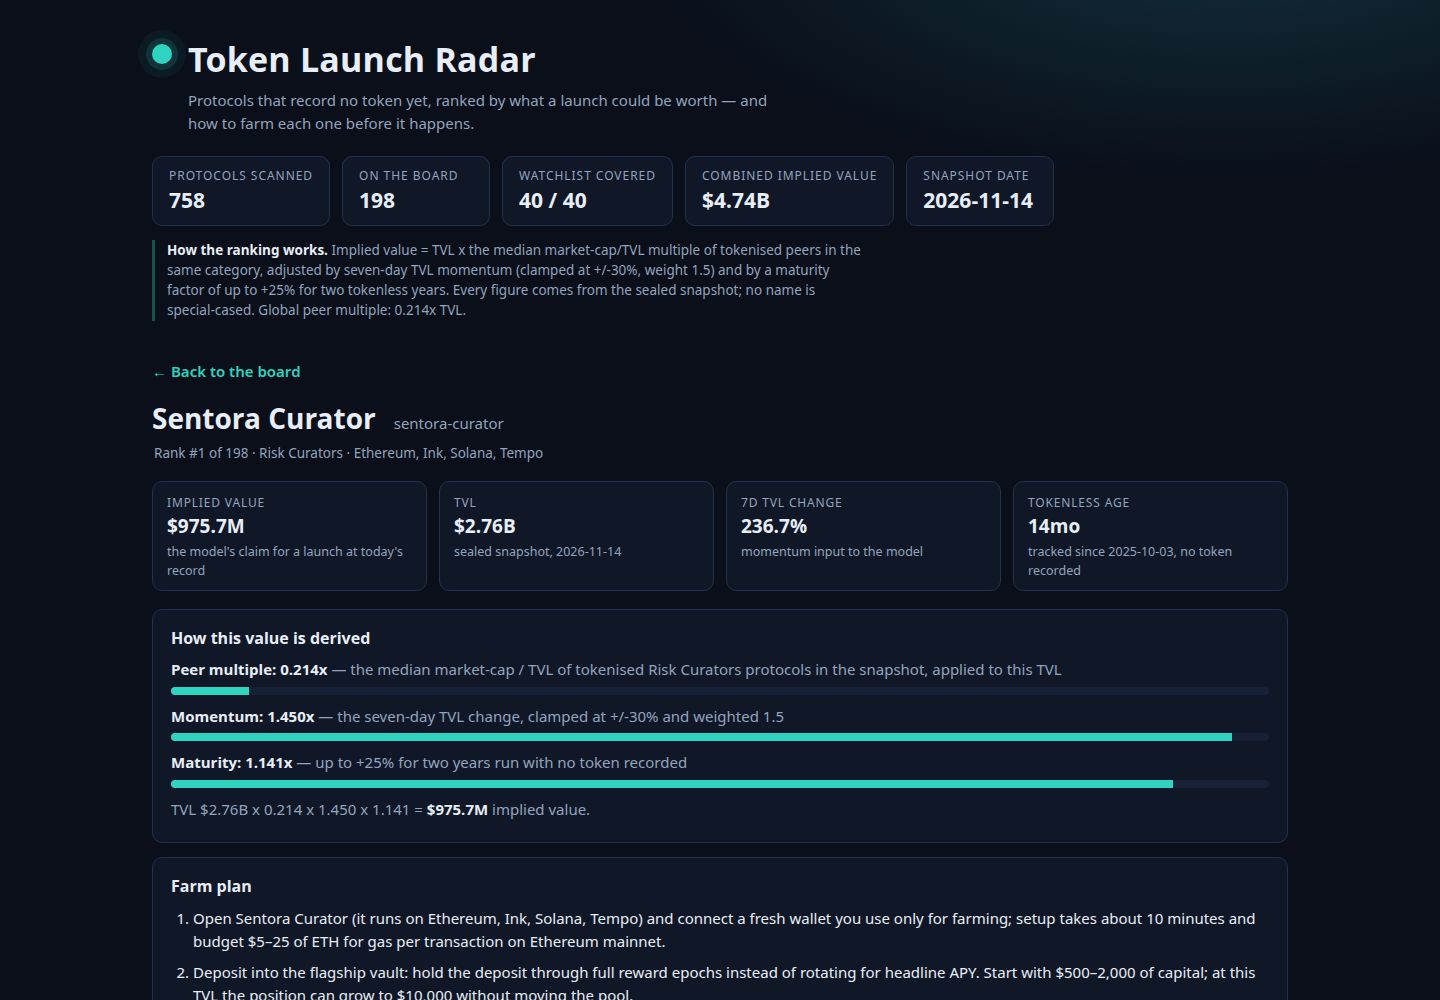 Token Launch Radar
Protocols that record no token yet, ranked by what a launch could be worth — and
how to farm each one before it happens.
PROTOCOLS SCANNED
758
ON THE BOARD
198
WATCHLIST COVERED
40 / 40
COMBINED IMPLIED VALUE
$4.74B
SNAPSHOT DATE
2026-11-14
How the ranking works. Implied value = TVL x the median market-cap/TVL multiple of tokenised peers in the
same category, adjusted by seven-day TVL momentum (clamped at +/-30%, weight 1.5) and by a maturity
factor of up to +25% for two tokenless years. Every figure comes from the sealed snapshot; no name is
special-cased. Global peer multiple: 0.214x TVL.
← Back to the board
Sentora Curator sentora-curator
Rank #1 of 198 · Risk Curators · Ethereum, Ink, Solana, Tempo
IMPLIED VALUE
$975.7M
the model's claim for a launch at today's
record
TVL
$2.76B
sealed snapshot, 2026-11-14
7D TVL CHANGE
236.7%
momentum input to the model
TOKENLESS AGE
14mo
tracked since 2025-10-03, no token
recorded
How this value is derived
Peer multiple: 0.214x — the median market-cap / TVL of tokenised Risk Curators protocols in the snapshot, applied to this TVL
Momentum: 1.450x — the seven-day TVL change, clamped at +/-30% and weighted 1.5
Maturity: 1.141x — up to +25% for two years run with no token recorded
TVL $2.76B x 0.214 x 1.450 x 1.141 = $975.7M implied value.
Farm plan
1. Open Sentora Curator (it runs on Ethereum, Ink, Solana, Tempo) and connect a fresh wallet you use only for farming; setup takes about 10 minutes and
budget $5–25 of ETH for gas per transaction on Ethereum mainnet.
2. Deposit into the flagship vault: hold the deposit through full reward epochs instead of rotating for headline APY. Start with $500–2,000 of capital; at this
TVL the position can grow to $10,000 without moving the pool.